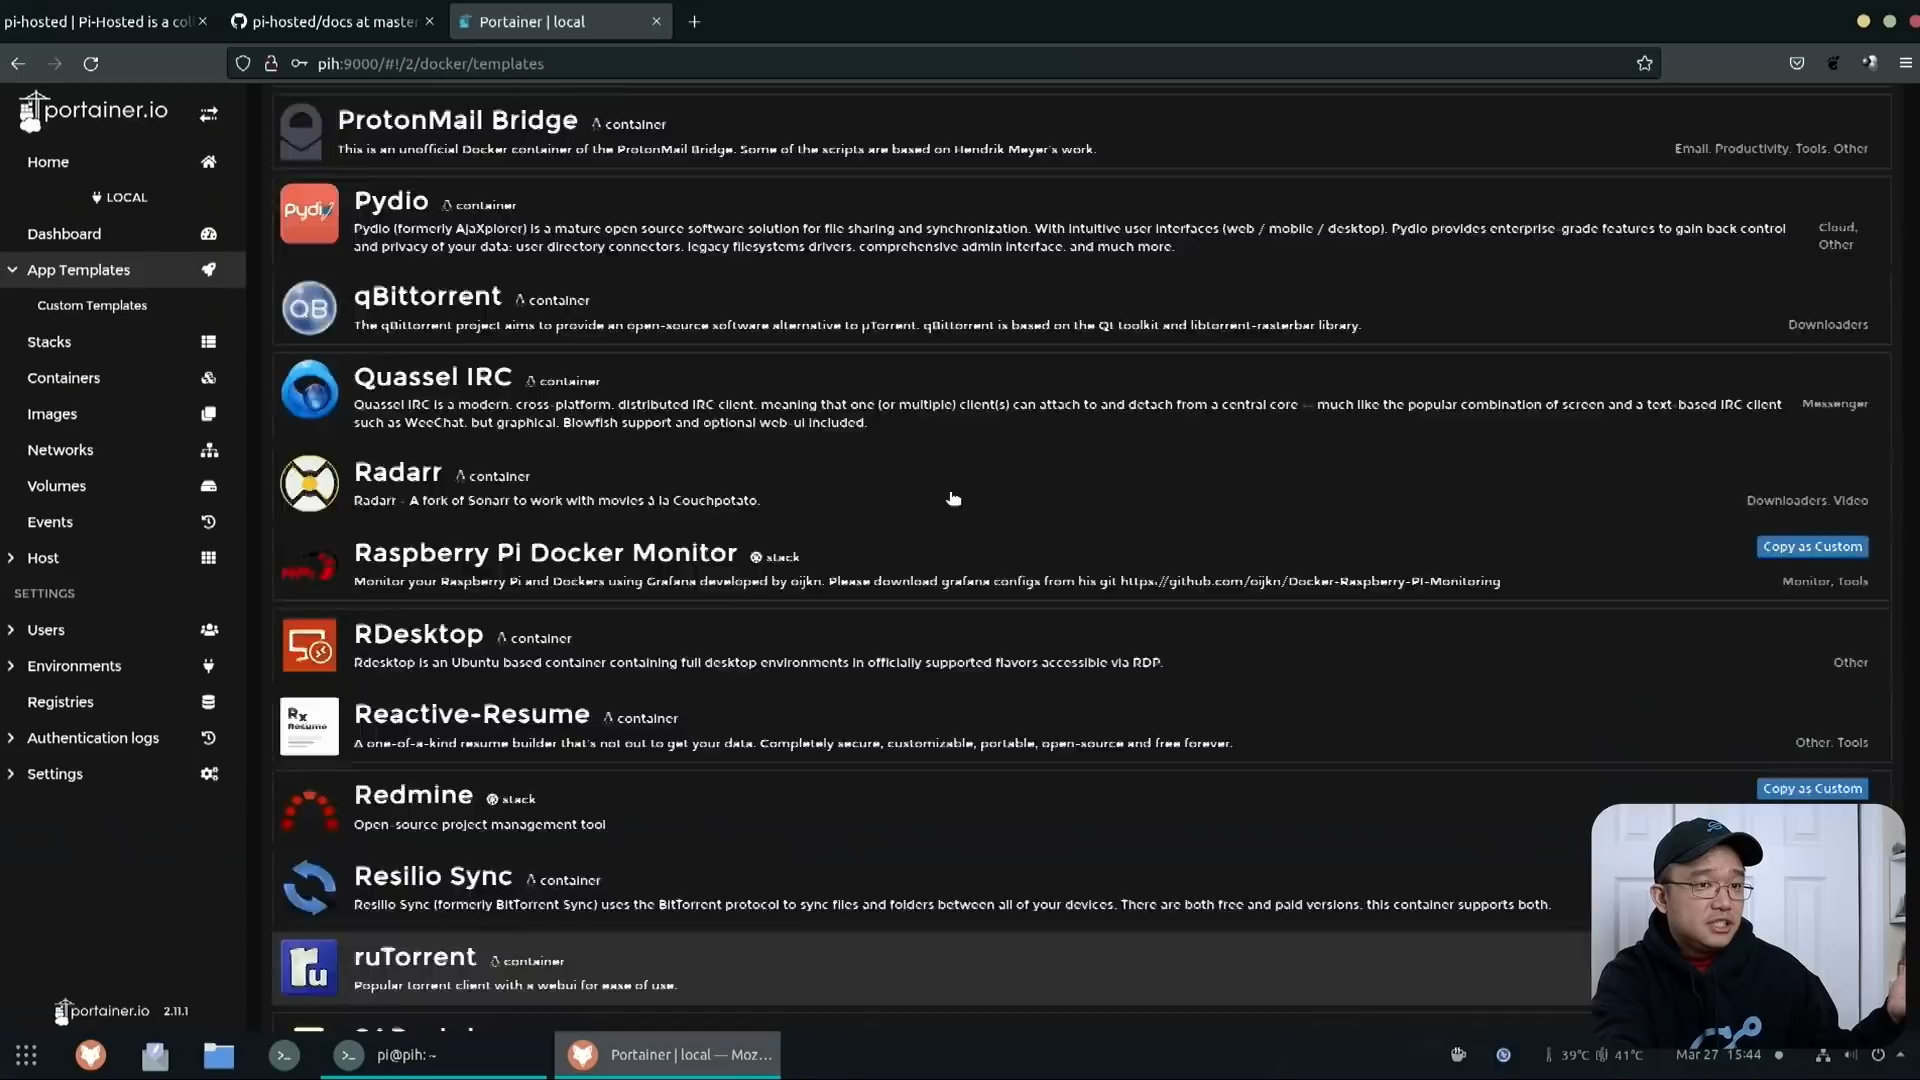 pi-hosted | Pi-Hosted is a col
pi-hosted/docs at master
Portainer | local
pih:9000/#!/2/docker/templates
portainer.io
Home
LOCAL
Dashboard
App Templates
Custom Templates
Stacks
Containers
Images
Networks
Volumes
Events
Host
SETTINGS
Users
Environments
Registries
Authentication logs
Settings
portainer.io 2.11.1
ProtonMail Bridge container
This is an unofficial Docker container of the ProtonMail Bridge. Some of the scripts are based on Hendrik Meyer's work.
Email, Productivity, Tools, Other
Pydio
Pydio container
Pydio (formerly AjaXplorer) is a mature open source software solution for file sharing and synchronization. With intuitive user interfaces (web / mobile / desktop), Pydio provides enterprise-grade features to gain back control
and privacy of your data: user directory connectors, legacy filesystems drivers, comprehensive admin interface, and much more.
Cloud,
Other
QB
qBittorrent container
The qBittorrent project aims to provide an open-source software alternative to µTorrent. qBittorrent is based on the Qt toolkit and libtorrent-rasterbar library.
Downloaders
Quassel IRC container
Quassel IRC is a modern, cross-platform, distributed IRC client, meaning that one (or multiple) client(s) can attach to and detach from a central core -- much like the popular combination of screen and a text-based IRC client
such as WeeChat, but graphical. Blowfish support and optional web-ui included.
Messenger
Radarr container
Radarr - A fork of Sonarr to work with movies à la Couchpotato.
Downloaders, Video
Raspberry Pi Docker Monitor stack
Copy as Custom
Monitor your Raspberry Pi and Dockers using Grafana developed by oijkn. Please download grafana configs from his git https://github.com/oijkn/Docker-Raspberry-PI-Monitoring
Monitor, Tools
RDesktop container
Rdesktop is an Ubuntu based container containing full desktop environments in officially supported flavors accessible via RDP.
Other
Rx
Resume
Reactive-Resume container
A one-of-a-kind resume builder that's not out to get your data. Completely secure, customizable, portable, open-source and free forever.
Other, Tools
Redmine stack
Copy as Custom
Open-source project management tool
Resilio Sync container
Resilio Sync (formerly BitTorrent Sync) uses the BitTorrent protocol to sync files and folders between all of your devices. There are both free and paid versions, this container supports both.
ru
ruTorrent container
Popular torrent client with a webui for ease of use.
pi@pih: ~
Portainer | local — Moz...
39°C 41°C Mar 27 15:44